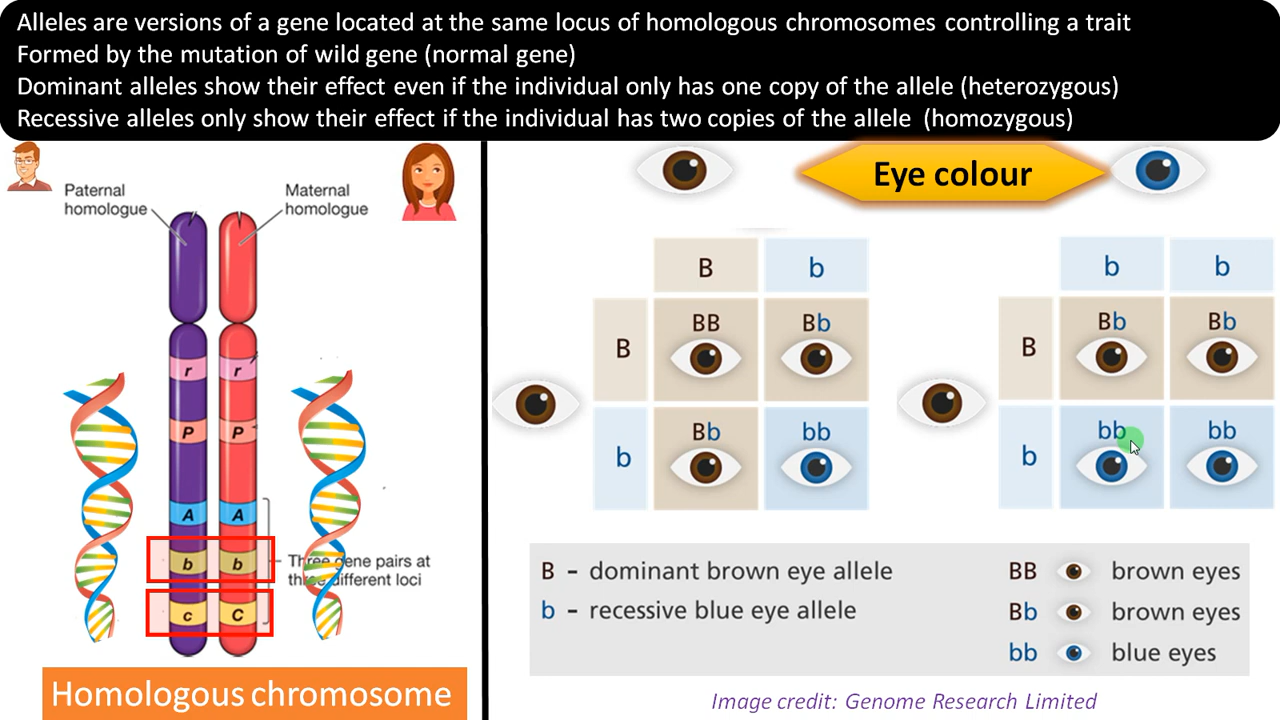 Alleles are versions of a gene located at the same locus of homologous chromosomes controlling a trait
Formed by the mutation of wild gene (normal gene)
Dominant alleles show their effect even if the individual only has one copy of the allele (heterozygous)
Recessive alleles only show their effect if the individual has two copies of the allele (homozygous)
Paternal
homologue
Maternal
homologue
r r
P P
A A
b b
c C
Three gene pairs at
three different loci
Homologous chromosome
Eye colour
B b
B BB Bb
b Bb bb
b b
B Bb Bb
b bb bb
B - dominant brown eye allele
b - recessive blue eye allele
BB brown eyes
Bb brown eyes
bb blue eyes
Image credit: Genome Research Limited